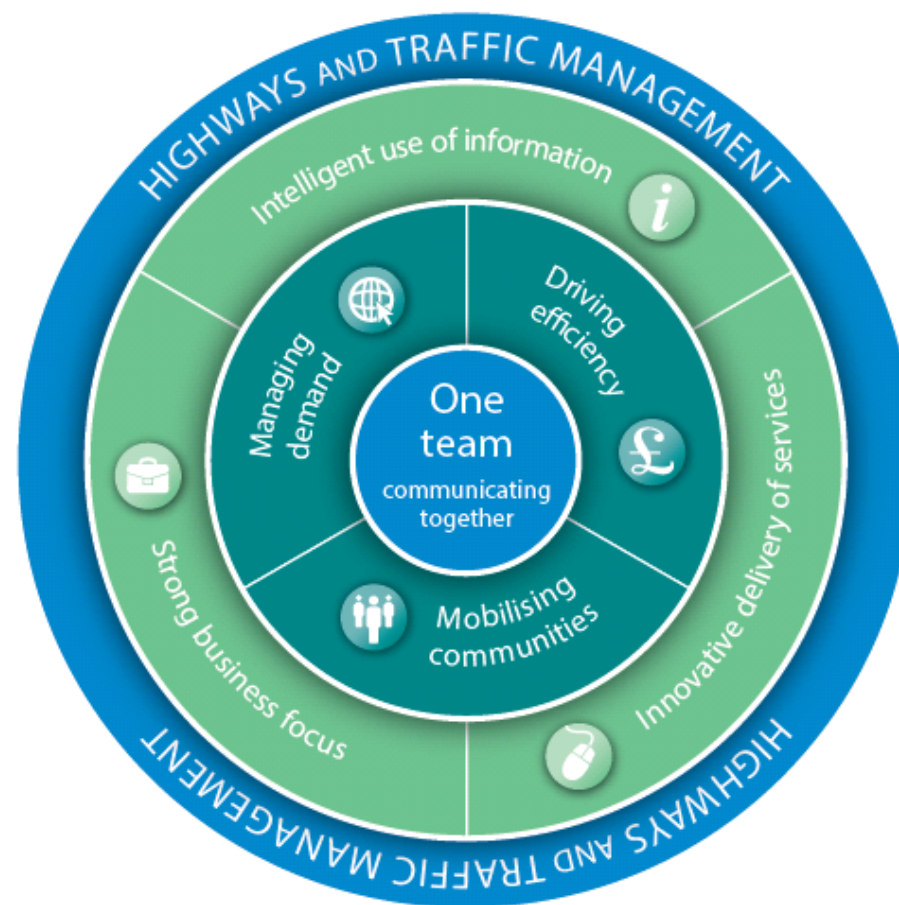 HIGHWAYS AND TRAFFIC MANAGEMENT
Intelligent use of information
i
Driving
efficiency
£
Managing
demand
One
team
communicating
together
Mobilising
communities
Strong business focus
Innovative delivery of services
HIGHWAYS AND TRAFFIC MANAGEMENT